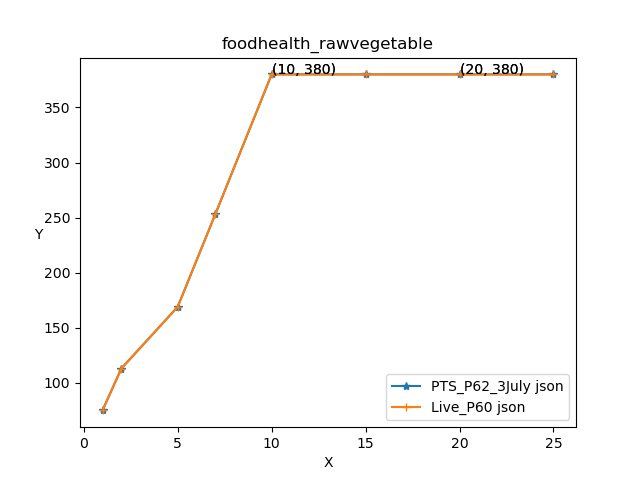 foodhealth_rawvegetable
(10, 380)
(20, 380)
350
300
250
200
150
100
Y
0
5
10
15
20
25
X
PTS_P62_3July json
Live_P60 json